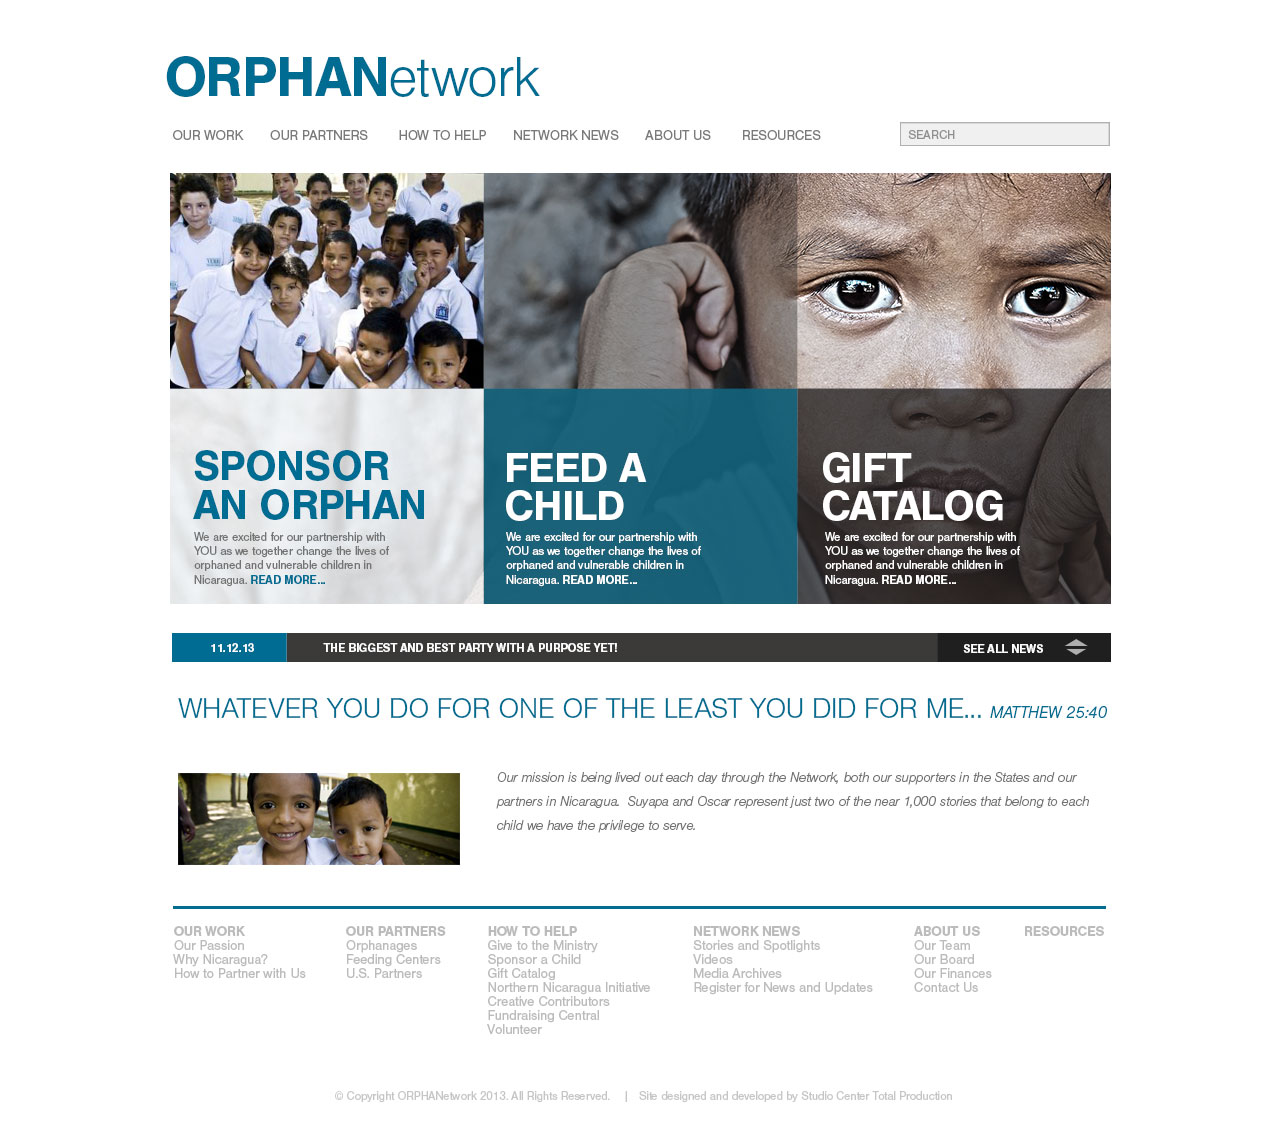 ORPHANetwork
OUR WORK OUR PARTNERS HOW TO HELP NETWORK NEWS ABOUT US RESOURCES SEARCH
SPONSOR
AN ORPHAN
We are excited for our partnership with
YOU as we together change the lives of
orphaned and vulnerable children in
Nicaragua. READ MORE...
FEED A
CHILD
We are excited for our partnership with
YOU as we together change the lives of
orphaned and vulnerable children in
Nicaragua. READ MORE...
GIFT
CATALOG
We are excited for our partnership with
YOU as we together change the lives of
orphaned and vulnerable children in
Nicaragua. READ MORE...
11.12.13 THE BIGGEST AND BEST PARTY WITH A PURPOSE YET! SEE ALL NEWS
WHATEVER YOU DO FOR ONE OF THE LEAST YOU DID FOR ME... MATTHEW 25:40
Our mission is being lived out each day through the Network, both our supporters in the States and our
partners in Nicaragua. Suyapa and Oscar represent just two of the near 1,000 stories that belong to each
child we have the privilege to serve.
OUR WORK
Our Passion
Why Nicaragua?
How to Partner with Us
OUR PARTNERS
Orphanages
Feeding Centers
U.S. Partners
HOW TO HELP
Give to the Ministry
Sponsor a Child
Gift Catalog
Northern Nicaragua Initiative
Creative Contributors
Fundraising Central
Volunteer
NETWORK NEWS
Stories and Spotlights
Videos
Media Archives
Register for News and Updates
ABOUT US
Our Team
Our Board
Our Finances
Contact Us
RESOURCES
© Copyright ORPHANetwork 2013. All Rights Reserved. | Site designed and developed by Studio Center Total Production